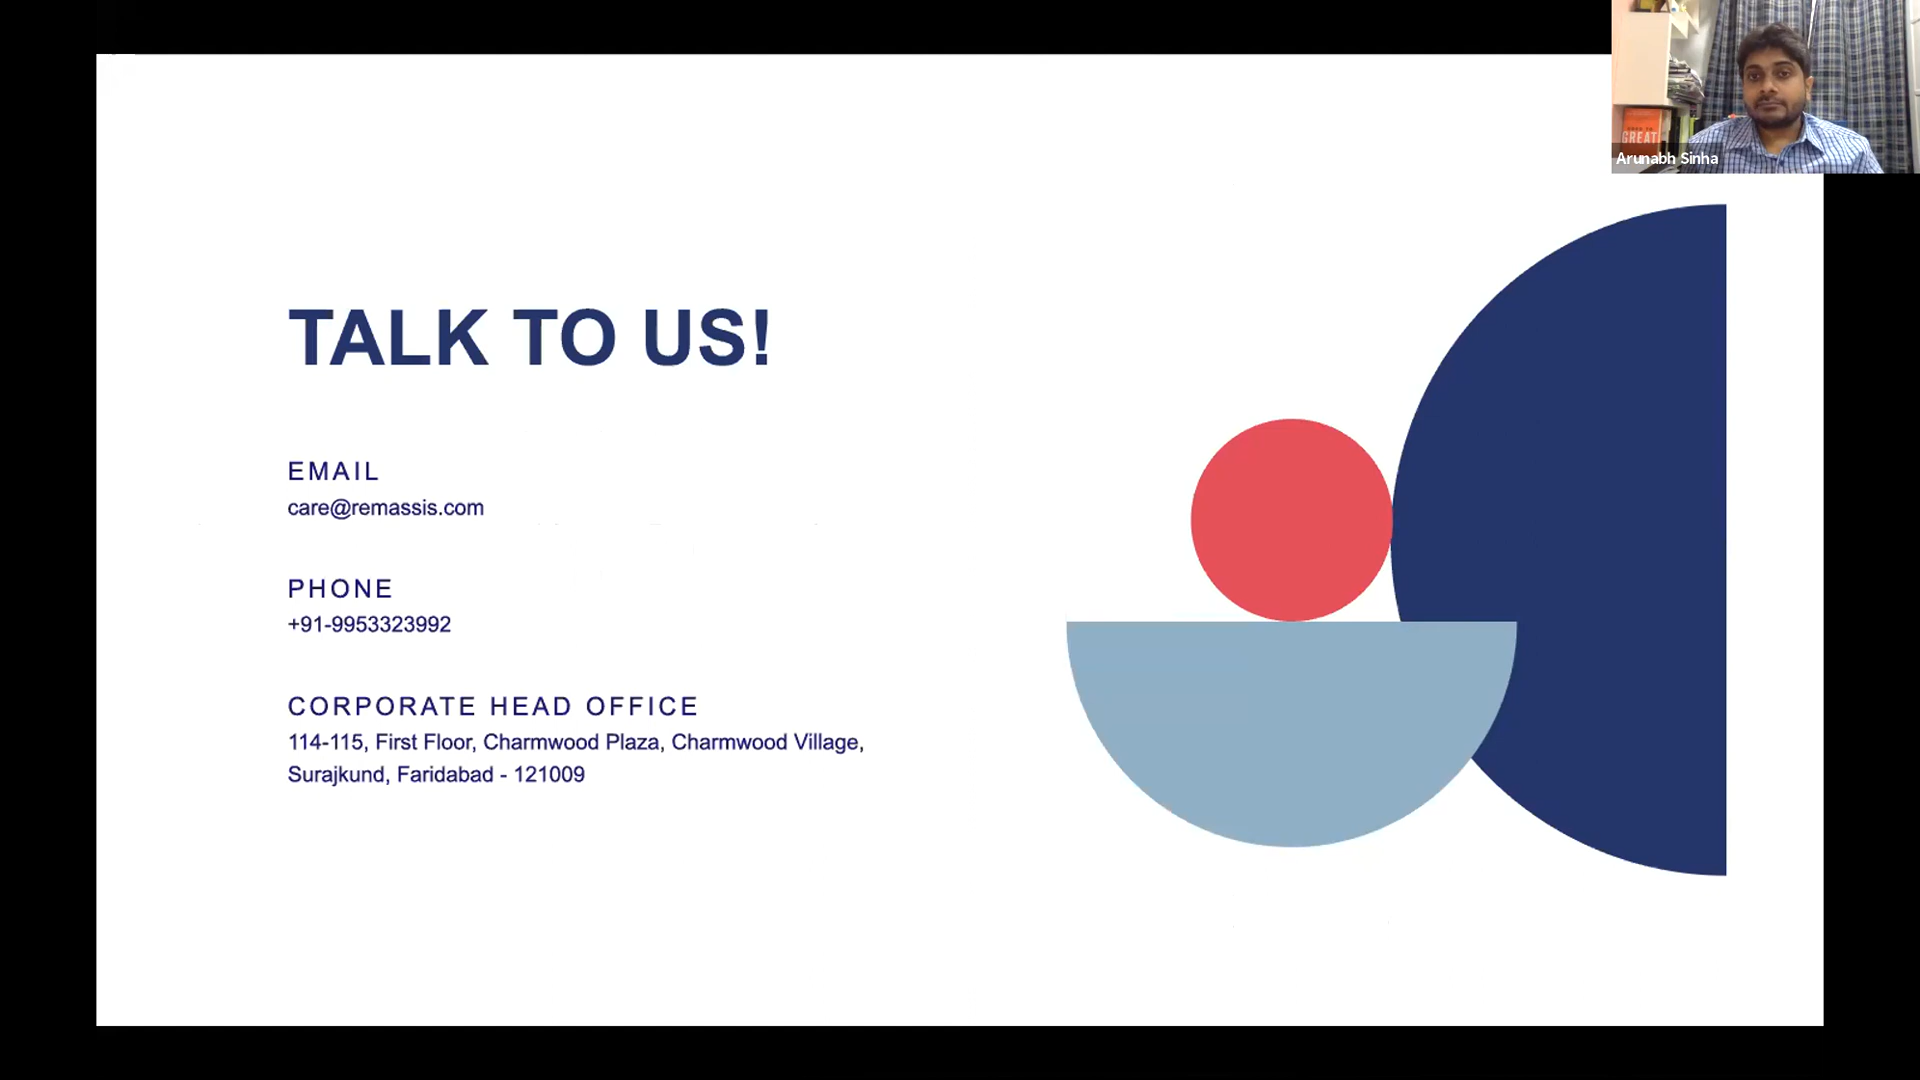 TALK TO US!
EMAIL
care@remassis.com
PHONE
+91-9953323992
CORPORATE HEAD OFFICE
114-115, First Floor, Charmwood Plaza, Charmwood Village,
Surajkund, Faridabad - 121009
GREAT
Arunabh Sinha